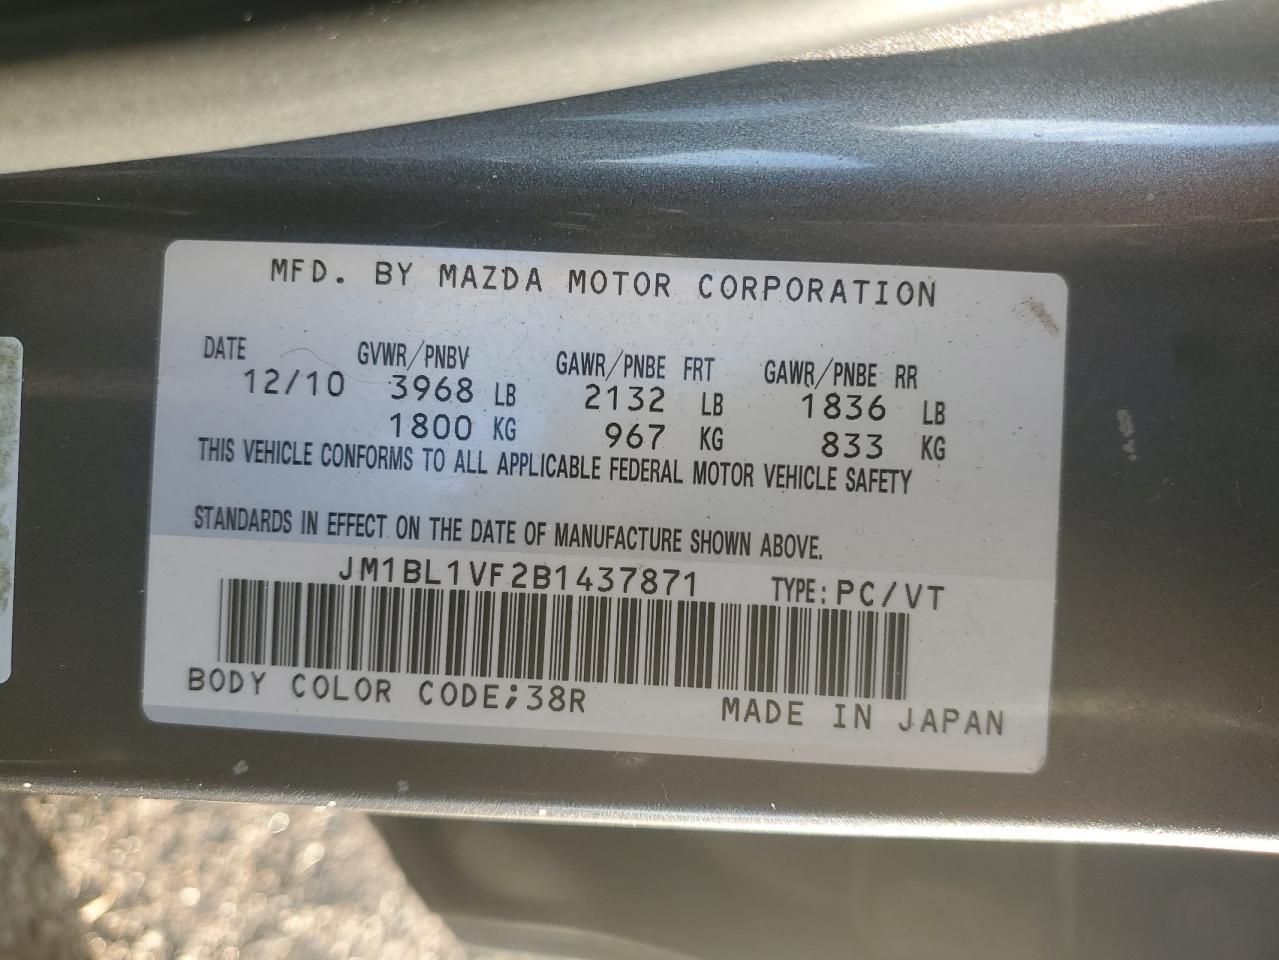 MFD. BY MAZDA MOTOR CORPORATION
DATE GVWR/PNBV GAWR/PNBE FRT GAWR/PNBE RR
12/10 3968 LB 2132 LB 1836 LB
1800 KG 967 KG 833 KG
THIS VEHICLE CONFORMS TO ALL APPLICABLE FEDERAL MOTOR VEHICLE SAFETY
STANDARDS IN EFFECT ON THE DATE OF MANUFACTURE SHOWN ABOVE.
JM1BL1VF2B1437871 TYPE: PC/VT
BODY COLOR CODE;38R MADE IN JAPAN